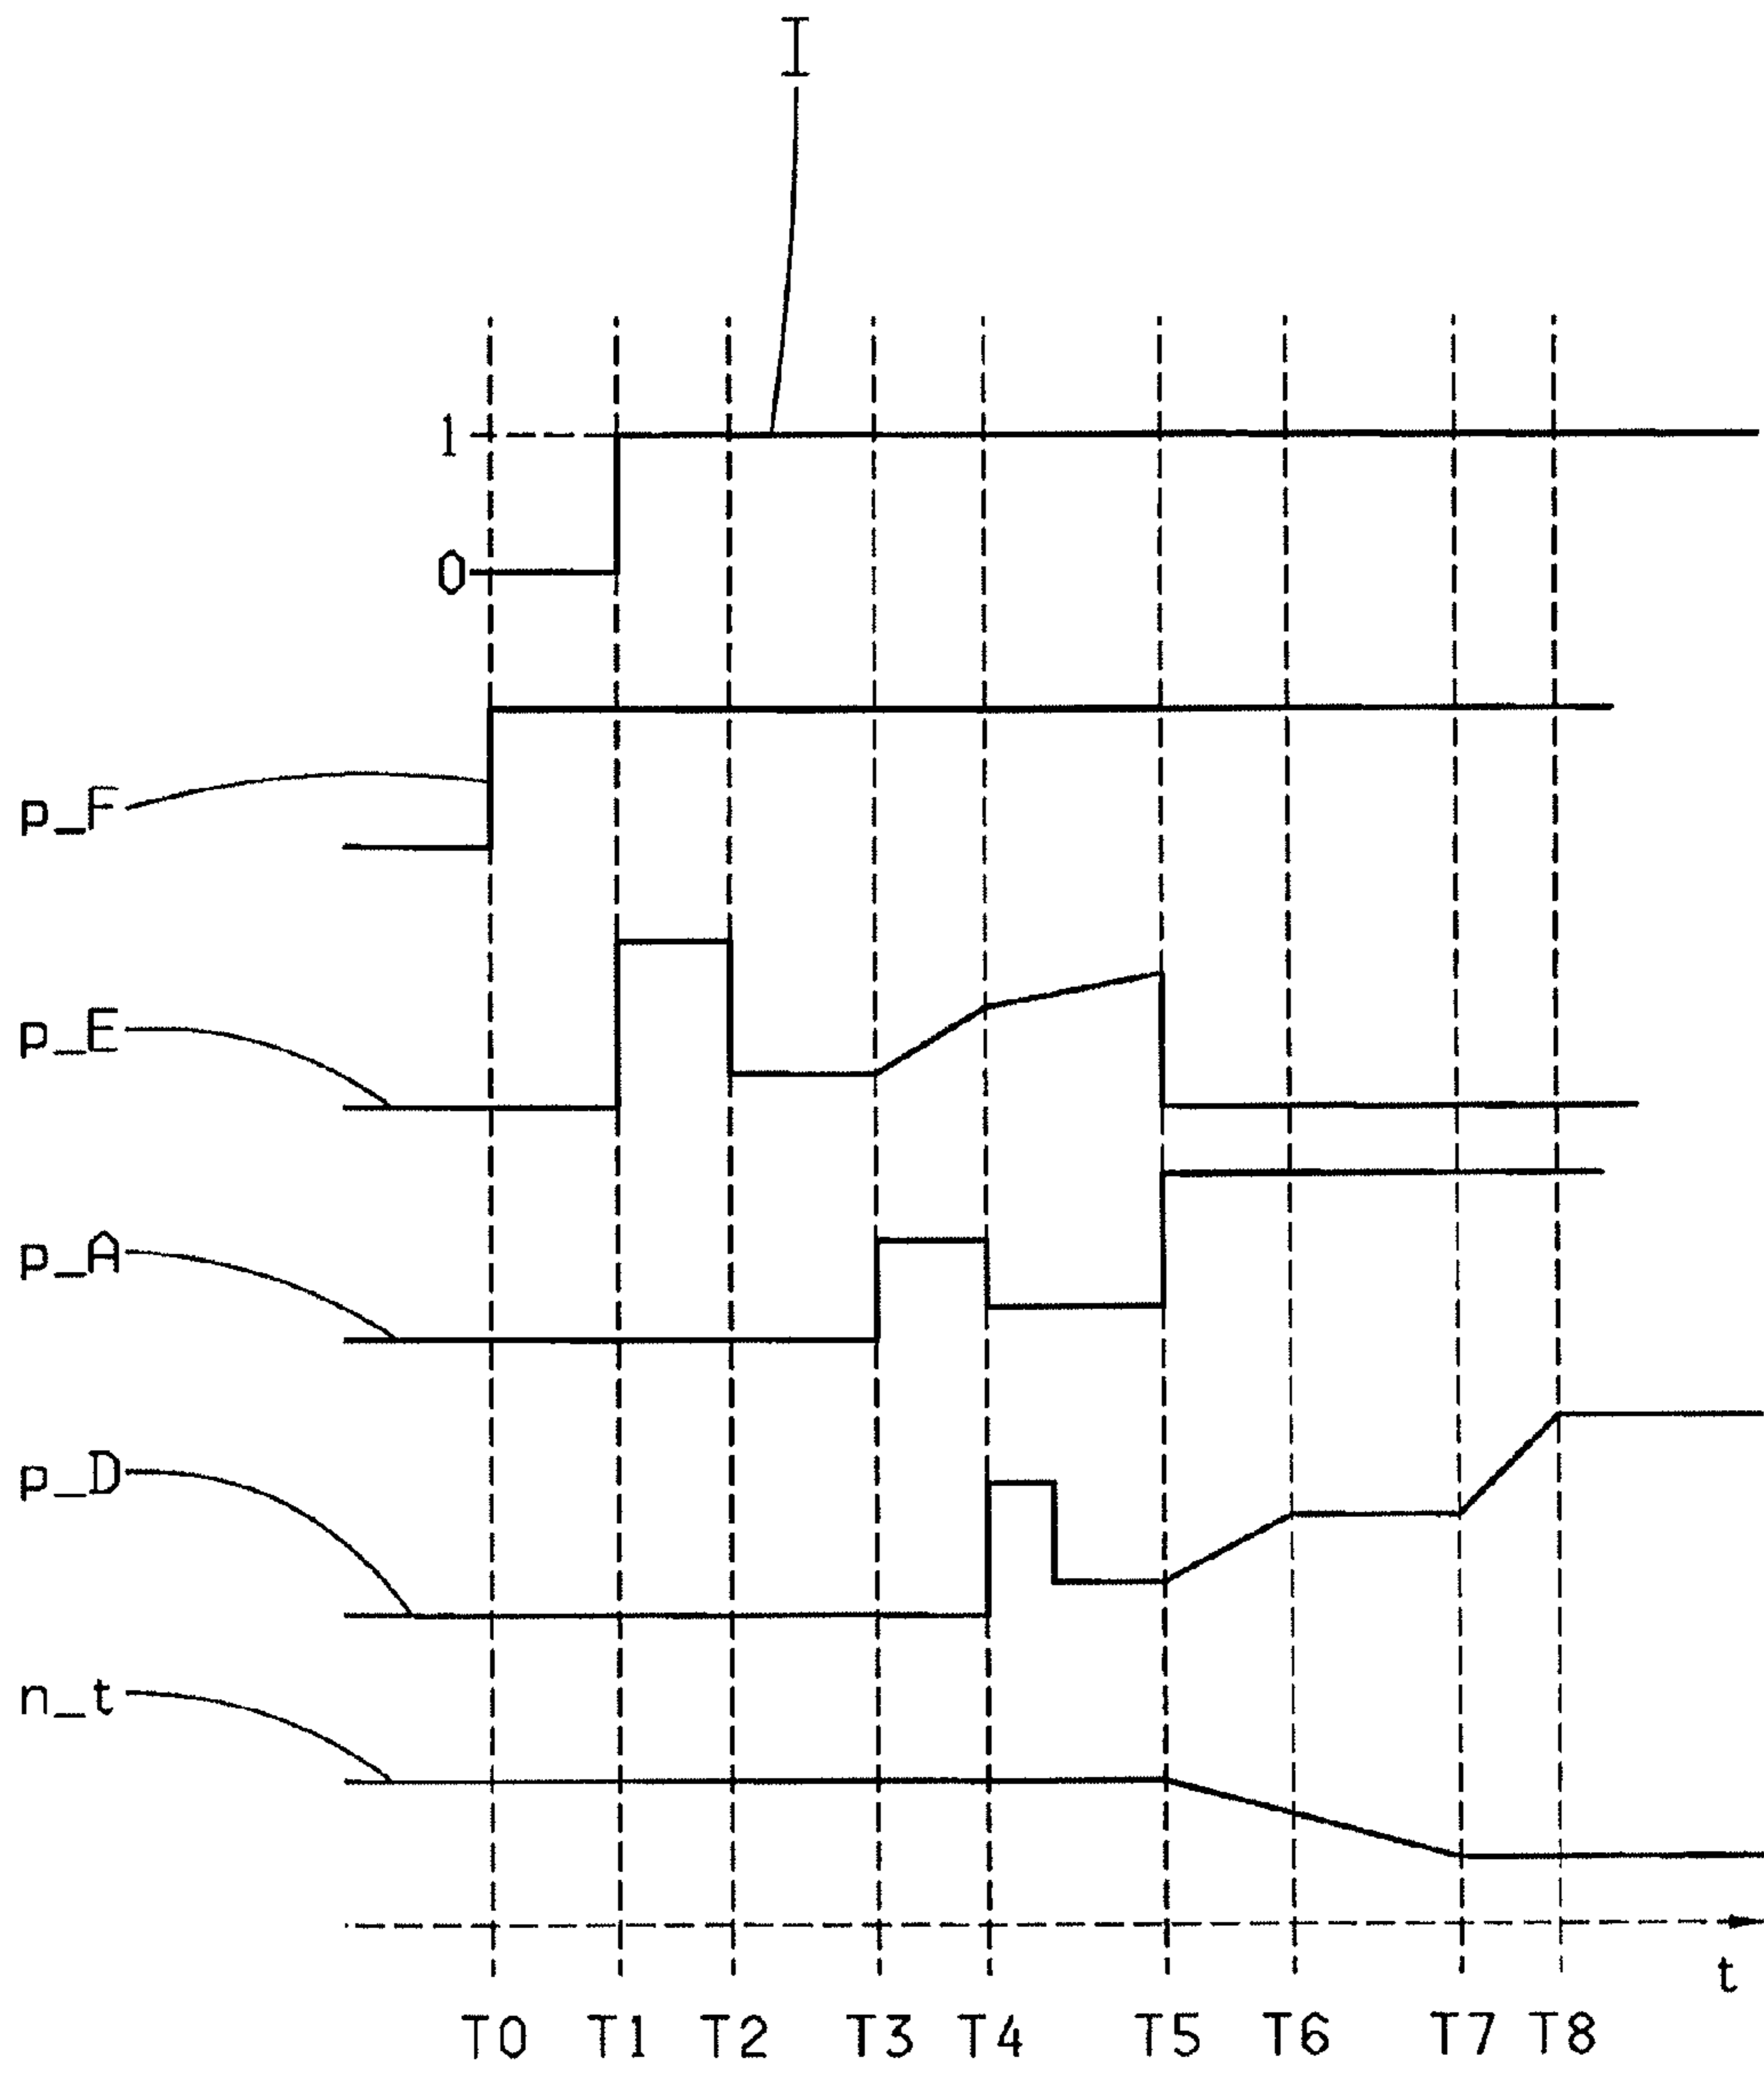 I
1
0
p_F
p_E
p_A
p_D
n_t
t
T0 T1 T2 T3 T4 T5 T6 T7 T8